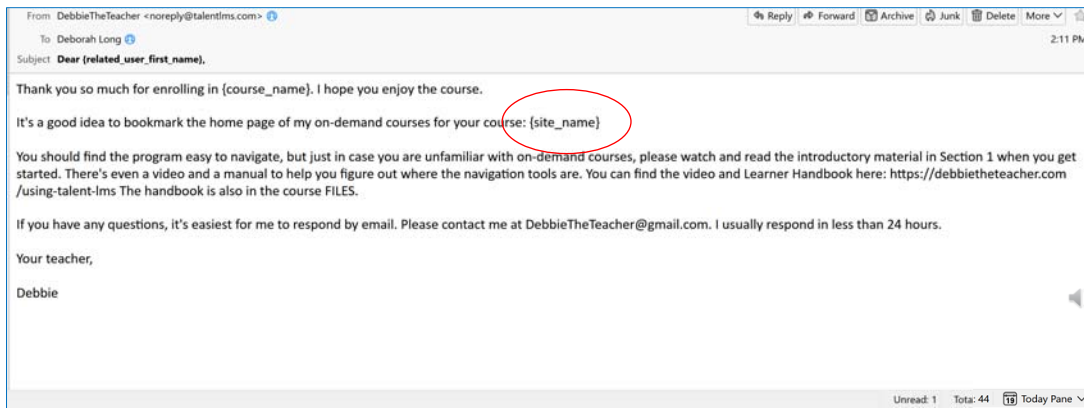 From DebbieTheTeacher <noreply@talentlms.com> Reply Forward Archive Junk Delete More
To Deborah Long 2:11 PM
Subject Dear {related_user_first_name},
Thank you so much for enrolling in {course_name}. I hope you enjoy the course.
It's a good idea to bookmark the home page of my on-demand courses for your course: {site_name}
You should find the program easy to navigate, but just in case you are unfamiliar with on-demand courses, please watch and read the introductory material in Section 1 when you get
started. There's even a video and a manual to help you figure out where the navigation tools are. You can find the video and Learner Handbook here: https://debbietheteacher.com
/using-talent-lms The handbook is also in the course FILES.
If you have any questions, it's easiest for me to respond by email. Please contact me at DebbieTheTeacher@gmail.com. I usually respond in less than 24 hours.
Your teacher,
Debbie
Unread: 1 Tota: 44 19 Today Pane